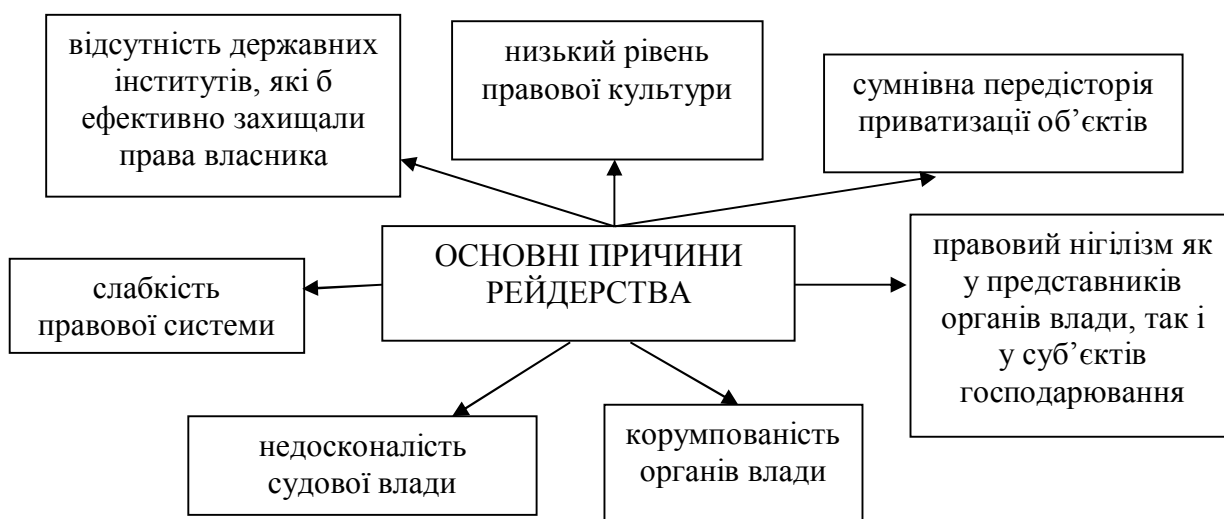 відсутність державних
інститутів, які б
ефективно захищали
права власника
низький рівень
правової культури
сумнівна передісторія
приватизації об’єктів
ОСНОВНІ ПРИЧИНИ
РЕЙДЕРСТВА
слабкість
правової системи
правовий нігілізм як
у представників
органів влади, так і
у суб’єктів
господарювання
недосконалість
судової влади
корумпованість
органів влади